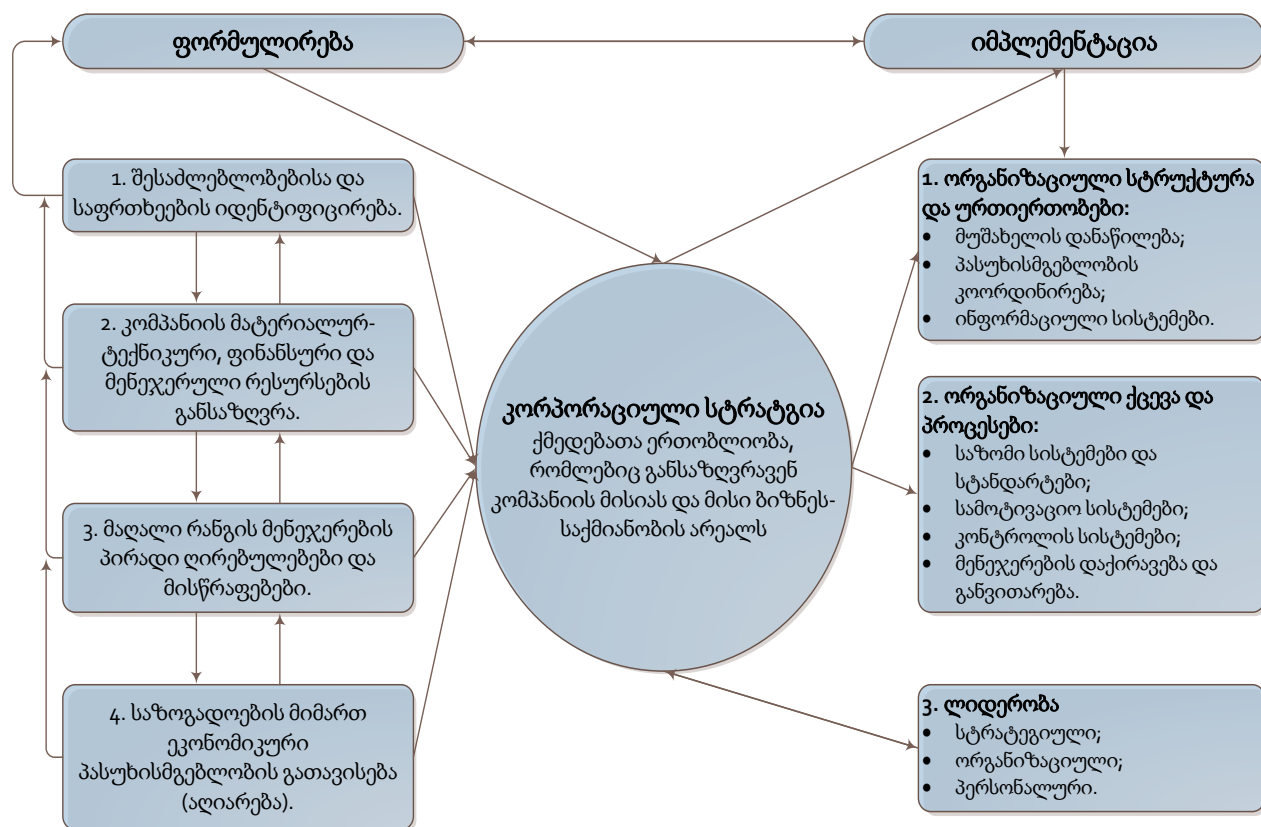 ფორმულირება
იმპლემენტაცია
1. შესაძლებლობებისა და
საფრთხეების იდენტიფიცირება.
2. კომპანიის მატერიალურ-
ტექნიკური, ფინანსური და
მენეჯერული რესურსების
განსაზღვრა.
3. მაღალი რანგის მენეჯერების
პირადი ღირებულებები და
მისწრაფებები.
4. საზოგადოების მიმართ
ეკონომიკური
პასუხისმგებლობის გათავისება
(აღიარება).
კორპორაციული სტრატგია
ქმედებათა ერთობლიობა,
რომლებიც განსაზღვრავენ
კომპანიის მისიას და მისი ბიზნეს-
საქმიანობის არეალს
1. ორგანიზაციული სტრუქტურა
და ურთიერთობები:
• მუშახელის დანაწილება;
• პასუხისმგებლობის
კოორდინირება;
• ინფორმაციული სისტემები.
2. ორგანიზაციული ქცევა და
პროცესები:
• საზომი სისტემები და
სტანდარტები;
• სამოტივაციო სისტემები;
• კონტროლის სისტემები;
• მენეჯერების დაქირავება და
განვითარება.
3. ლიდერობა
• სტრატეგიული;
• ორგანიზაციული;
• პერსონალური.